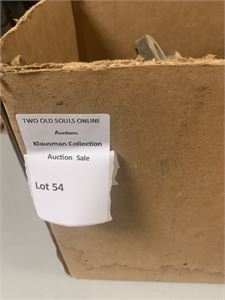 TWO OLD SOULS ONLINE
Auctions
Klausman Collection
Auction Sale
Lot 54